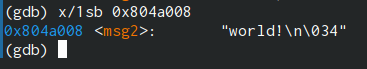 (gdb) x/1sb 0x804a008
0x804a008 <msg2>:       "world!\n\034"
(gdb)